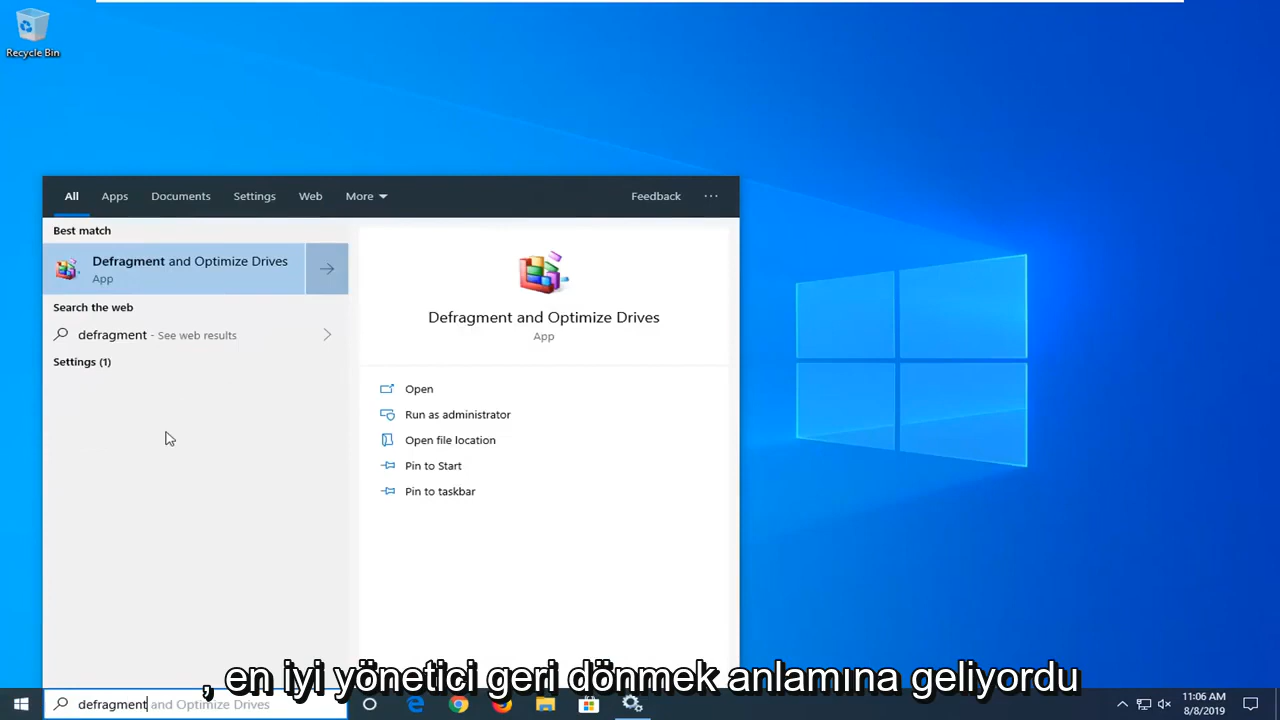 Recycle Bin
All Apps Documents Settings Web More Feedback ...
Best match
Defragment and Optimize Drives
App
Search the web
defragment - See web results
Settings (1)
Defragment and Optimize Drives
App
Open
Run as administrator
Open file location
Pin to Start
Pin to taskbar
, en iyi yönetici geri dönmek anlamına geliyordu
defragment and Optimize Drives
11:06 AM
8/8/2019